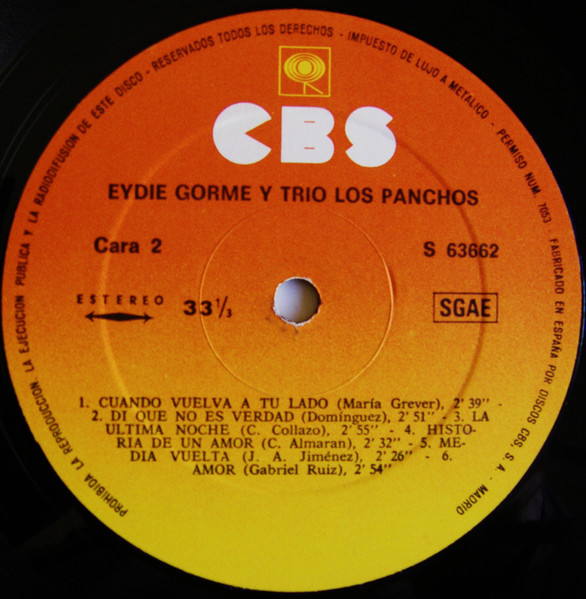 PROHIBIDA LA REPRODUCCION, LA EJECUCION PUBLICA Y LA RADIODIFUSION DE ESTE DISCO - RESERVADOS TODOS LOS DERECHOS - IMPUESTO DE LUJO A METALICO - PERMISO NUM. 7053 - FABRICADO EN ESPAÑA POR DISCOS CBS, S. A. - MADRID
CBS
EYDIE GORME Y TRIO LOS PANCHOS
Cara 2
S 63662
ESTEREO
33 1/3
SGAE
1. CUANDO VUELVA A TU LADO (María Grever), 2'39'' -
2. DI QUE NO ES VERDAD (Domínguez), 2'51'' - 3. LA
ULTIMA NOCHE (C. Collazo), 2'55'' - 4. HISTO-
RIA DE UN AMOR (C. Almaran), 2'32'' - 5. ME-
DIA VUELTA (J. A. Jiménez), 2'26'' - 6.
AMOR (Gabriel Ruiz), 2'54''